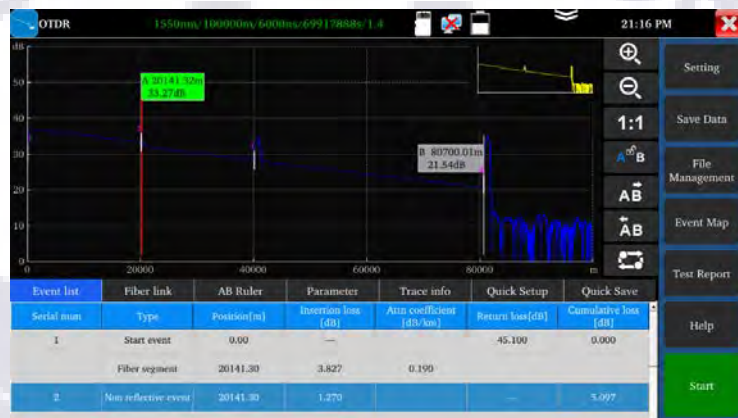 OTDR
1550nm/100000m/6000ns/69917888s/1.4
21:16 PM
dB
50
40
30
20
10
0
A 20141.32m
33.27dB
B 80700.01m
21.54dB
20000
40000
60000
80000
m
1:1
A B
AB
AB
Setting
Save Data
File
Management
Event Map
Test Report
Help
Start
Event list Fiber link AB Ruler Parameter Trace info Quick Setup Quick Save
Serial num Type Position[m] Insertion loss [dB] Attn coefficient [dB/km] Return loss[dB] Cumulative loss [dB]
1 Start event 0.00 — 45.100 0.000
Fiber segment 20141.30 3.827 0.190
2 Non reflective event 20141.30 1.270 — 5.097